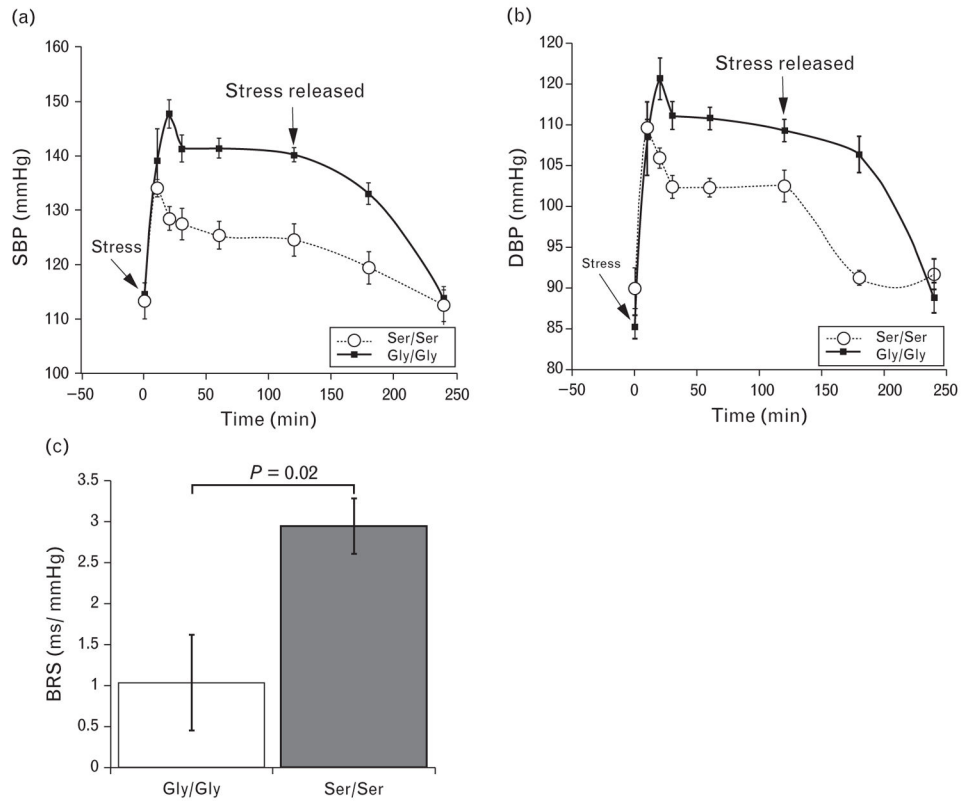 (a)
160
150
140
130
120
114
100
SBP (mmHg)
Stress
Stress released
Ser/Ser
Gly/Gly
−50
0
50
100
150
200
250
Time (min)
(b)
120
120
110
105
100
90
90
85
80
DBP (mmHg)
Stress
Stress released
Ser/Ser
Gly/Gly
−50
0
50
100
150
200
250
Time (min)
(c)
3.5
3
2.5
2
1.5
1
0.5
0
BRS (ms/ mmHg)
P = 0.02
Gly/Gly
Ser/Ser